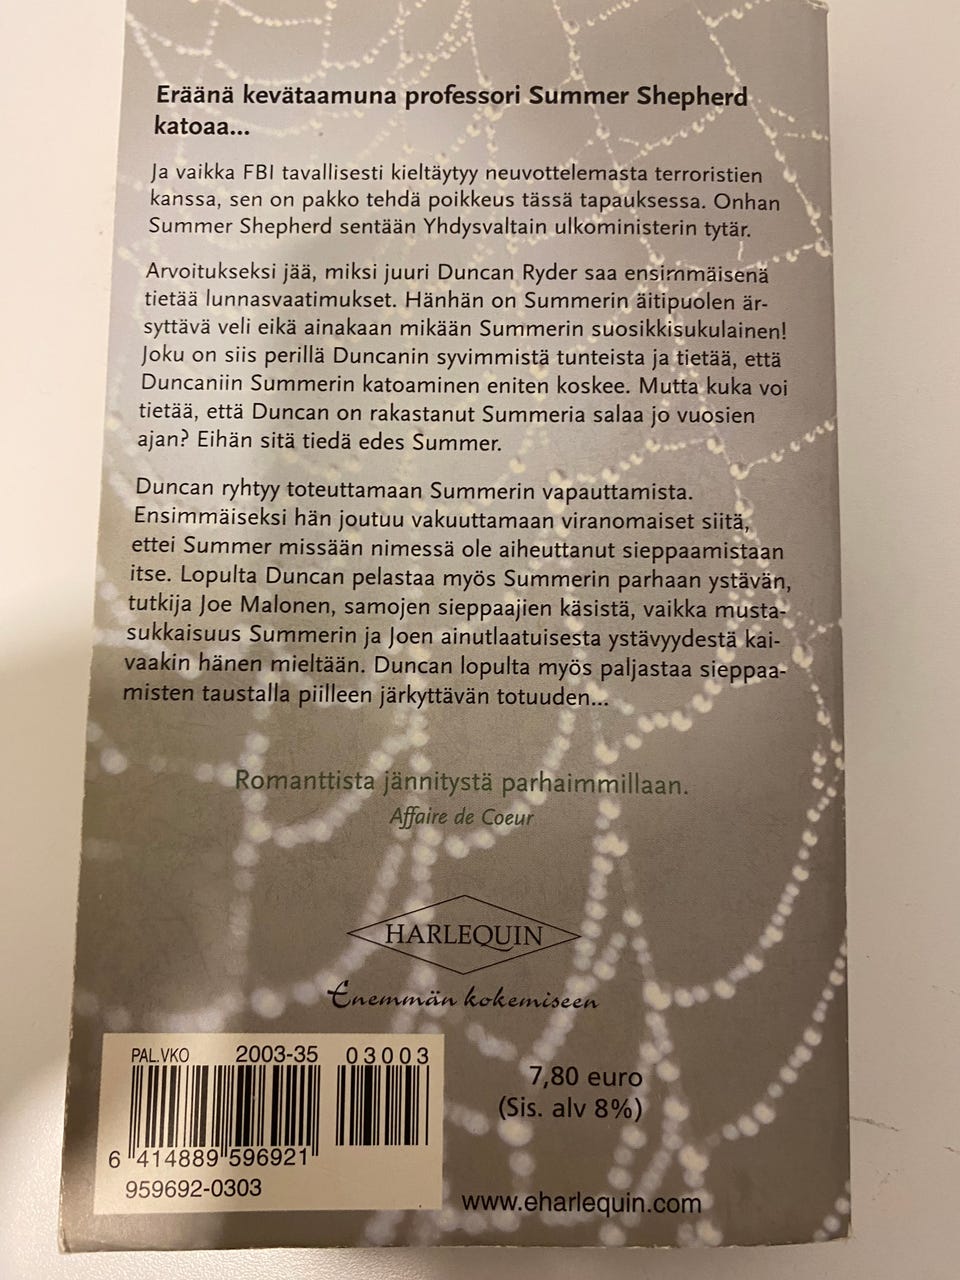 Eräänä kevätaamuna professori Summer Shepherd
katoaa...
Ja vaikka FBI tavallisesti kieltäytyy neuvottelemasta terroristien
kanssa, sen on pakko tehdä poikkeus tässä tapauksessa. Onhan
Summer Shepherd sentään Yhdysvaltain ulkoministerin tytär.
Arvoitukseksi jää, miksi juuri Duncan Ryder saa ensimmäisenä
tietää lunnasvaatimukset. Hänhän on Summerin äitipuolen är-
syttävä veli eikä ainakaan mikään Summerin suosikkisukulainen!
Joku on siis perillä Duncanin syvimmistä tunteista ja tietää, että
Duncaniin Summerin katoaminen eniten koskee. Mutta kuka voi
tietää, että Duncan on rakastanut Summeria salaa jo vuosien
ajan? Eihän sitä tiedä edes Summer.
Duncan ryhtyy toteuttamaan Summerin vapauttamista.
Ensimmäiseksi hän joutuu vakuuttamaan viranomaiset siitä,
ettei Summer missään nimessä ole aiheuttanut sieppaamistaan
itse. Lopulta Duncan pelastaa myös Summerin parhaan ystävän,
tutkija Joe Malonen, samojen sieppaajien käsistä, vaikka musta-
sukkaisuus Summerin ja Joen ainutlaatuisesta ystävyydestä kai-
vaakin hänen mieltään. Duncan lopulta myös paljastaa sieppaa-
misten taustalla piilleen järkyttävän totuuden...
Romanttista jännitystä parhaimmillaan.
Affaire de Coeur
HARLEQUIN
Enemmän kokemiseen
PAL.VKO 2003-35 03003
6 414889 596921
959692-0303
7,80 euro
(Sis. alv 8%)
www.eharlequin.com